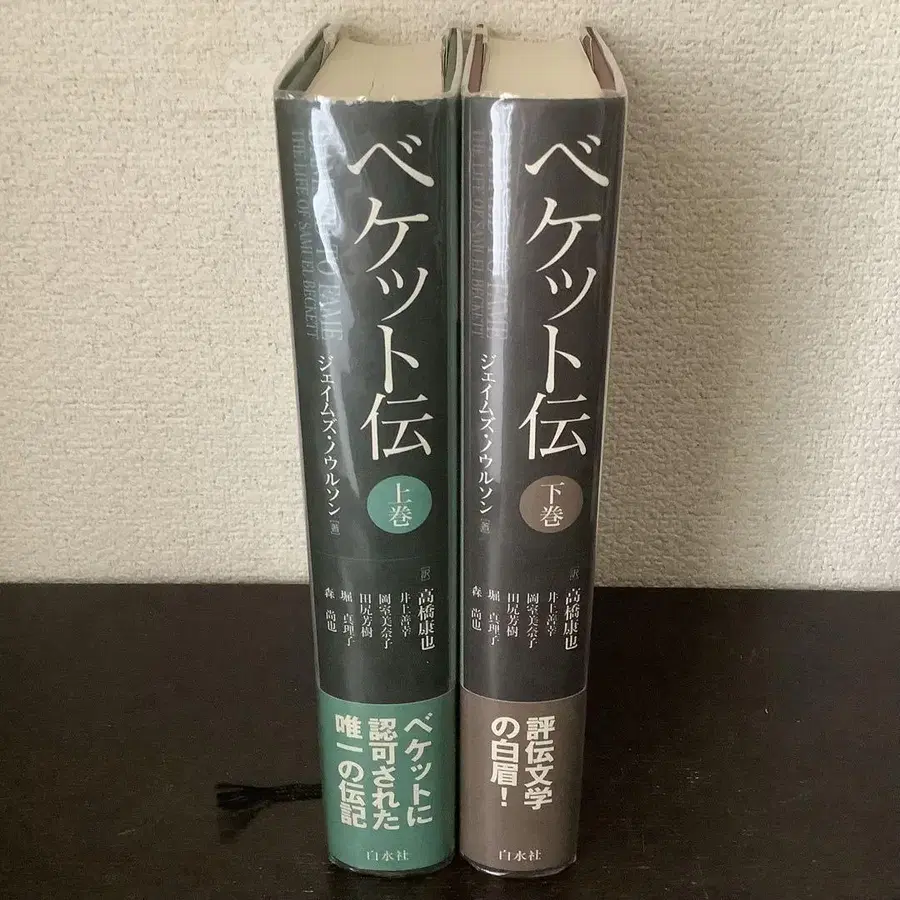 ベケット伝
上巻
ジェイムズ・ノウルソン［著］
TO FAME
THE LIFE OF SAMUEL BECKETT
［訳］高橋康也
井上善幸
岡室美奈子
田尻芳樹
堀 真理子
森 尚也
ベケットに
認可された
唯一の伝記
白水社
ベケット伝
下巻
ジェイムズ・ノウルソン［著］
FAME
THE LIFE OF SAMUEL BECKETT
［訳］高橋康也
井上善幸
岡室美奈子
田尻芳樹
堀 真理子
森 尚也
評伝文学
の白眉！
白水社